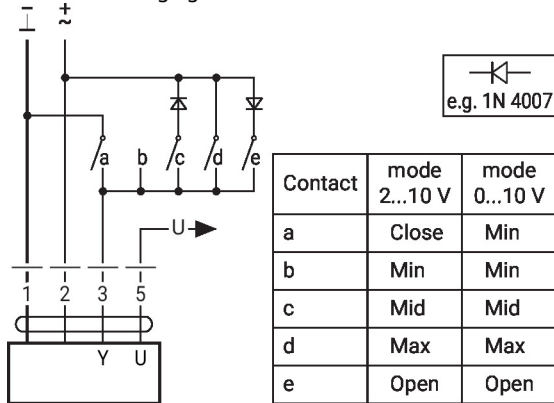 − +
⊥ ~
e.g. 1N 4007
a b c d e
U
1 2 3 5
Y U
Contact mode 2...10 V mode 0...10 V
a Close Min
b Min Min
c Mid Mid
d Max Max
e Open Open